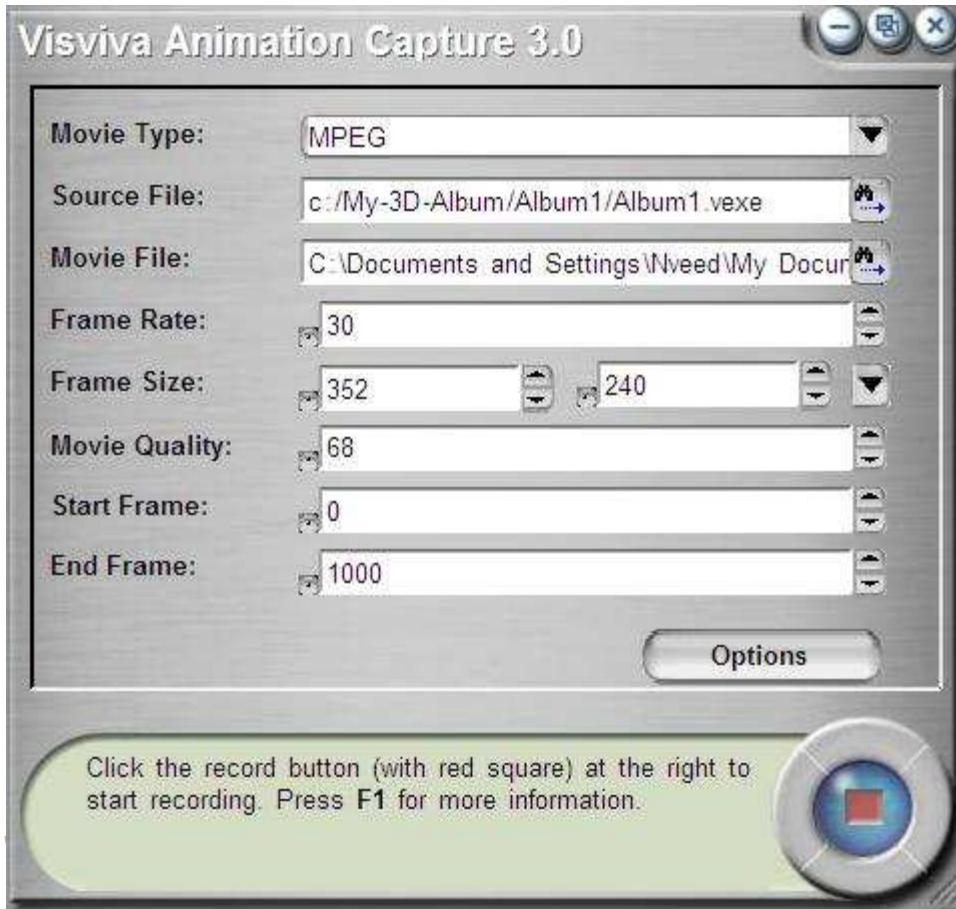 Visviva Animation Capture 3.0
Movie Type: MPEG
Source File: c:/My-3D-Album/Album1/Album1.vexe
Movie File: C:\Documents and Settings\Nveed\My Docur
Frame Rate: 30
Frame Size: 352 240
Movie Quality: 68
Start Frame: 0
End Frame: 1000
Options
Click the record button (with red square) at the right to
start recording. Press F1 for more information.